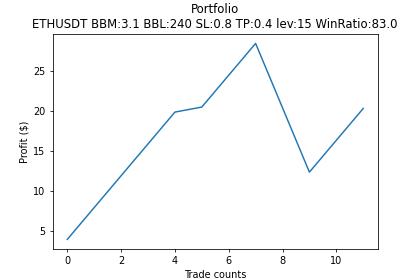 Portfolio
ETHUSDT BBM:3.1 BBL:240 SL:0.8 TP:0.4 lev:15 WinRatio:83.0
25
20
15
10
5
Profit ($)
0 2 4 6 8 10
Trade counts